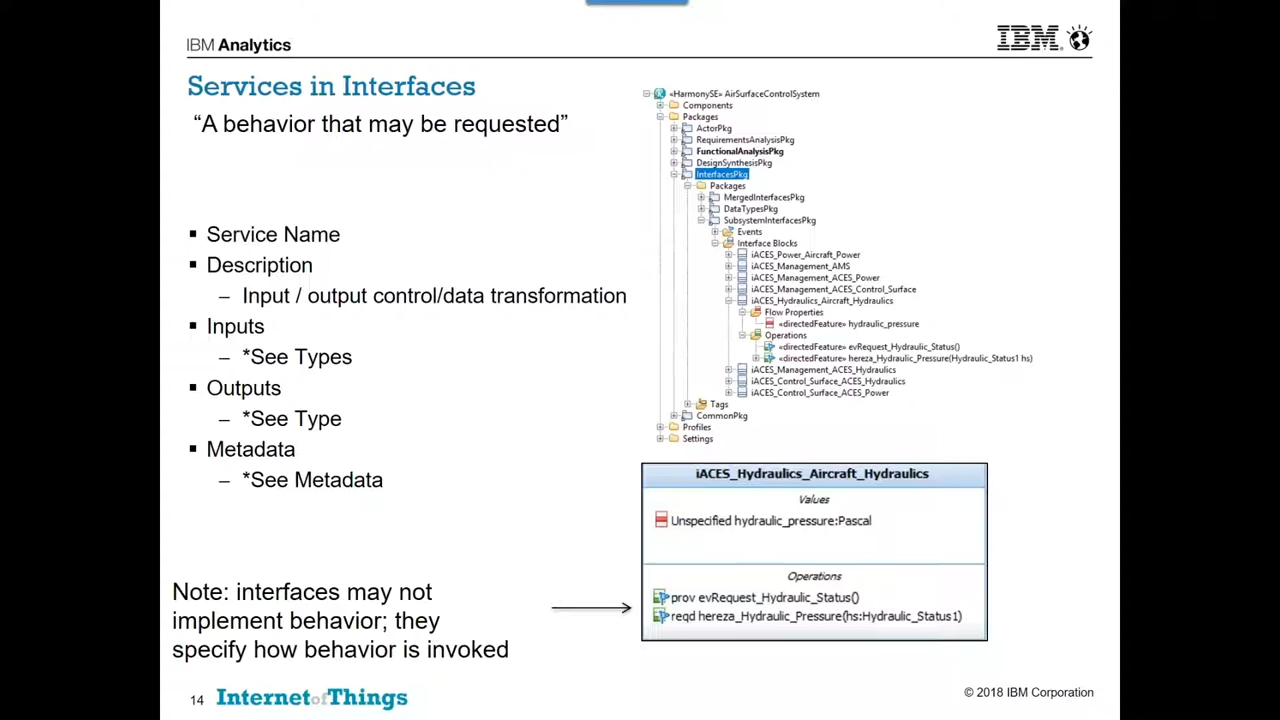 IBM Analytics
IBM
Services in Interfaces
“A behavior that may be requested”
▪ Service Name
▪ Description
– Input / output control/data transformation
▪ Inputs
– *See Types
▪ Outputs
– *See Type
▪ Metadata
– *See Metadata
Note: interfaces may not
implement behavior; they
specify how behavior is invoked
«HarmonySE» AirSurfaceControlSystem
Components
Packages
ActorPkg
RequirementsAnalysisPkg
FunctionalAnalysisPkg
DesignSynthesisPkg
InterfacesPkg
Packages
MergedInterfacesPkg
DataTypesPkg
SubsystemInterfacesPkg
Events
Interface Blocks
iACES_Power_Aircraft_Power
iACES_Management_AMS
iACES_Management_ACES_Power
iACES_Management_ACES_Control_Surface
iACES_Hydraulics_Aircraft_Hydraulics
Flow Properties
«directedFeature» hydraulic_pressure
Operations
«directedFeature» evRequest_Hydraulic_Status()
«directedFeature» hereza_Hydraulic_Pressure(Hydraulic_Status1 hs)
iACES_Management_ACES_Hydraulics
iACES_Control_Surface_ACES_Hydraulics
iACES_Control_Surface_ACES_Power
Tags
CommonPkg
Profiles
Settings
iACES_Hydraulics_Aircraft_Hydraulics
Values
Unspecified hydraulic_pressure:Pascal
Operations
prov evRequest_Hydraulic_Status()
reqd hereza_Hydraulic_Pressure(hs:Hydraulic_Status1)
14 Internet of Things
© 2018 IBM Corporation